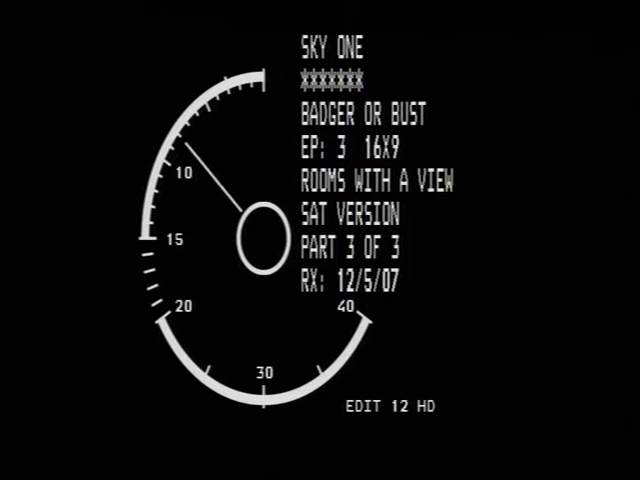 SKY ONE
*******
BADGER OR BUST
EP: 3 16X9
ROOMS WITH A VIEW
SAT VERSION
PART 3 OF 3
RX: 12/5/07
10
15
20
40
30
EDIT 12 HD